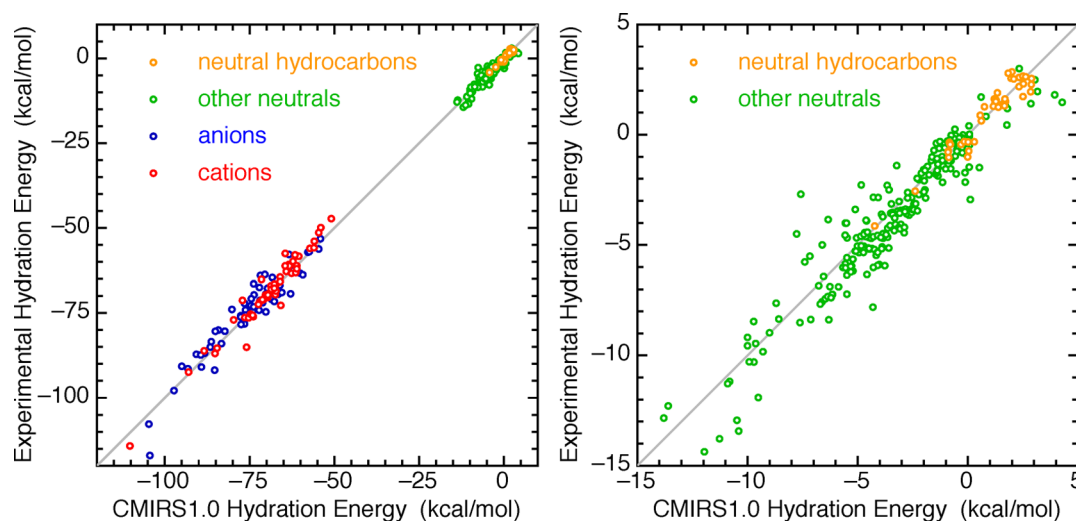 Experimental Hydration Energy (kcal/mol)
0
−25
−50
−75
−100
neutral hydrocarbons
other neutrals
anions
cations
−100 −75 −50 −25 0
CMIRS1.0 Hydration Energy (kcal/mol)
Experimental Hydration Energy (kcal/mol)
5
0
−5
−10
−15
neutral hydrocarbons
other neutrals
−15 −10 −5 0 5
CMIRS1.0 Hydration Energy (kcal/mol)